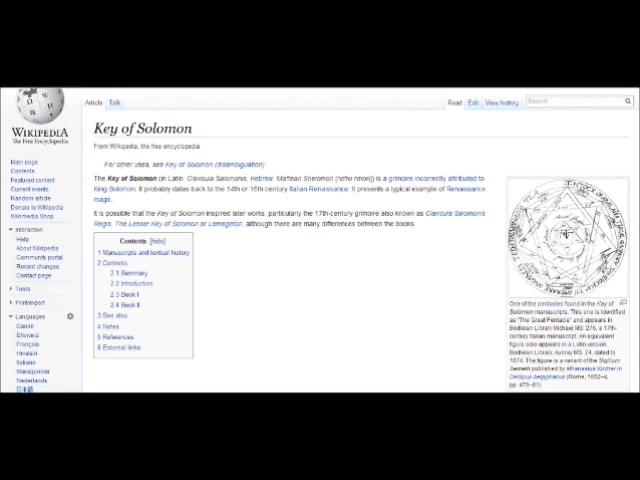 Article Talk
Read Edit View history Search
WIKIPEDIA
The Free Encyclopedia
Main page
Contents
Featured content
Current events
Random article
Donate to Wikipedia
Wikimedia Shop
Interaction
Help
About Wikipedia
Community portal
Recent changes
Contact page
Tools
Print/export
Languages
Català
Ελληνικά
Français
Hrvatski
Italiano
Македонски
Nederlands
日本語
Key of Solomon
From Wikipedia, the free encyclopedia
For other uses, see Key of Solomon (disambiguation)
The Key of Solomon (in Latin: Clavicula Salomonis, Hebrew: Mafteah Shelomoh) is a grimoire incorrectly attributed to
King Solomon. It probably dates back to the 14th or 15th century Italian Renaissance. It presents a typical example of Renaissance
magic.
It is possible that the Key of Solomon inspired later works, particularly the 17th-century grimoire also known as Clavicula Salomonis
Regis, The Lesser Key of Solomon or Lemegeton, although there are many differences between the books.
Contents [hide]
1 Manuscripts and textual history
2 Contents
2.1 Summary
2.2 Introduction
2.3 Book I
2.4 Book II
3 See also
4 Notes
5 References
6 External links
One of the pentacles found in the Key of
Solomon manuscripts. This one is identified
as "The Great Pentacle" and appears in
Bodleian Library Michael MS. 276, a 17th-
century Italian manuscript. An equivalent
figure also appears in a Latin version,
Bodleian Library, Aubrey MS. 24, dated to
1674. The figure is a variant of the Sigillum
Aemeth published by Athanasius Kircher in
Oedipus Aegyptiacus (Rome, 1652–4,
pp. 479–81).